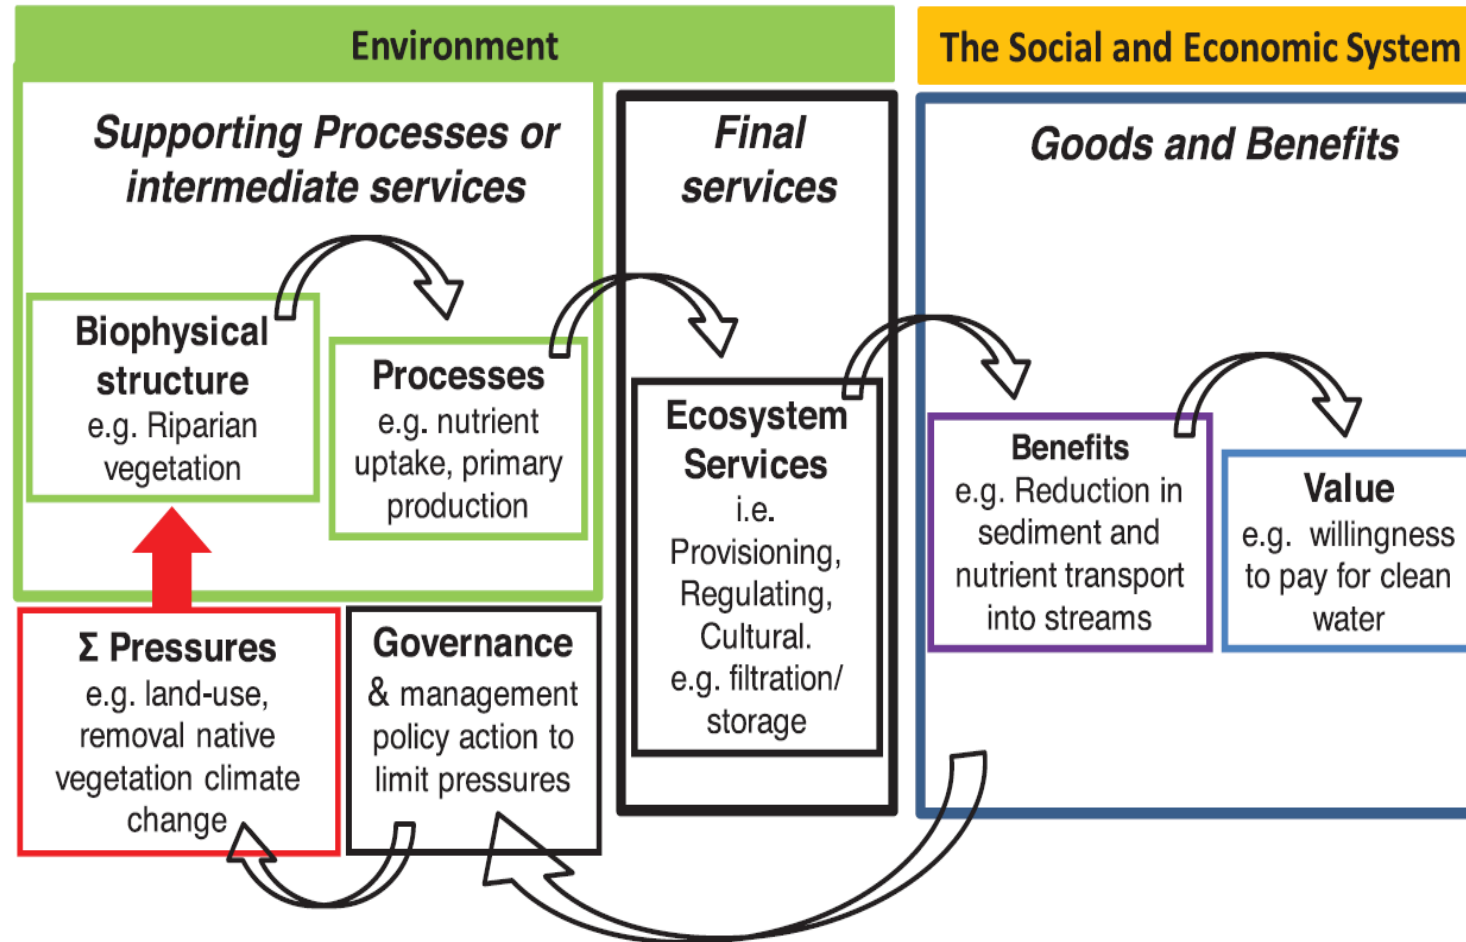 Environment
The Social and Economic System
Supporting Processes or
intermediate services
Final
services
Goods and Benefits
Biophysical
structure
e.g. Riparian
vegetation
Processes
e.g. nutrient
uptake, primary
production
Ecosystem
Services
i.e.
Provisioning,
Regulating,
Cultural.
e.g. filtration/
storage
Benefits
e.g. Reduction in
sediment and
nutrient transport
into streams
Value
e.g. willingness
to pay for clean
water
Σ Pressures
e.g. land-use,
removal native
vegetation climate
change
Governance
& management
policy action to
limit pressures